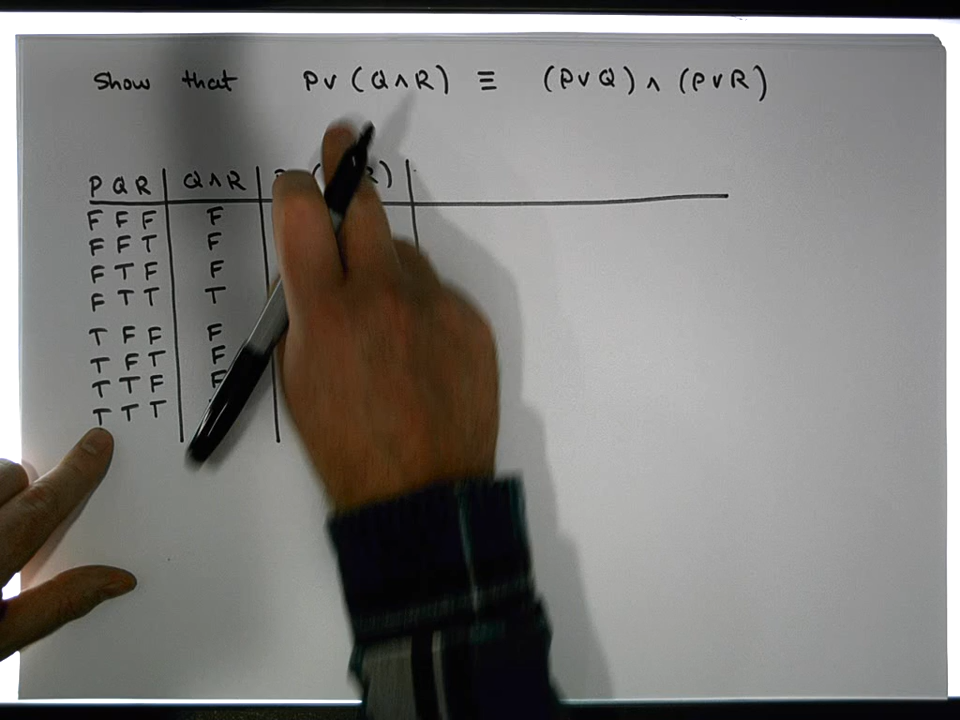 Show that P ∨ (Q ∧ R) ≡ (P ∨ Q) ∧ (P ∨ R)
P Q R | Q ∧ R | ( R) |
F F F | F
F F T | F
F T F | F
F T T | T
T F F | F
T F T | F
T T F | F
T T T